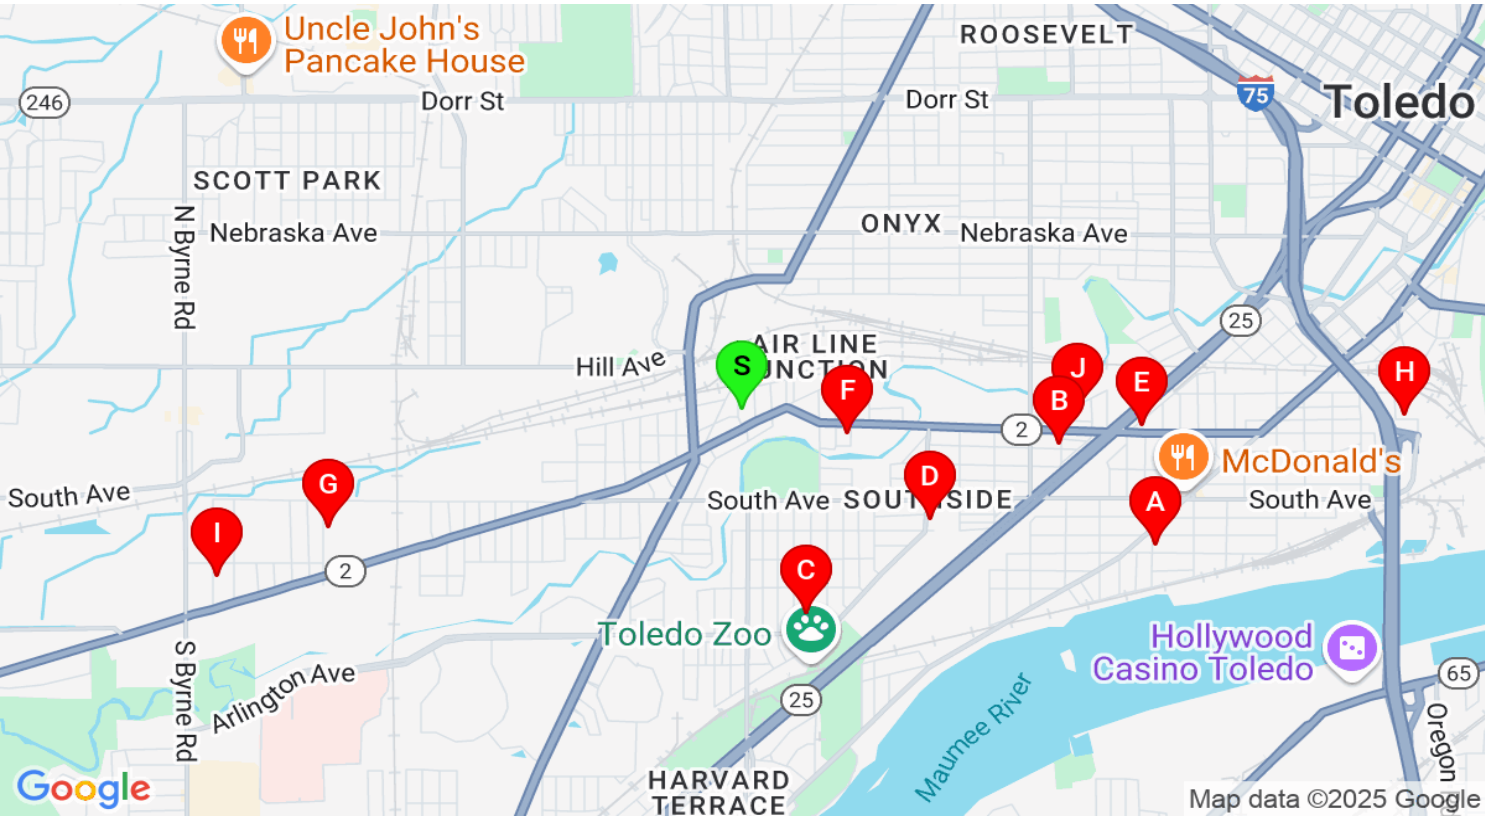 Uncle John's
Pancake House
ROOSEVELT
246
Dorr St
Dorr St
75
Toledo
SCOTT PARK
N Byrne Rd
Nebraska Ave
ONYX
Nebraska Ave
25
AIR LINE
JUNCTION
Hill Ave
S
F
J
B
E
H
2
McDonald's
South Ave
G
D
South Ave
SOUTHSIDE
A
South Ave
I
2
C
Toledo Zoo
Hollywood
Casino Toledo
S Byrne Rd
Arlington Ave
25
65
Maumee River
Oregon
HARVARD
TERRACE
Google
Map data ©2025 Google